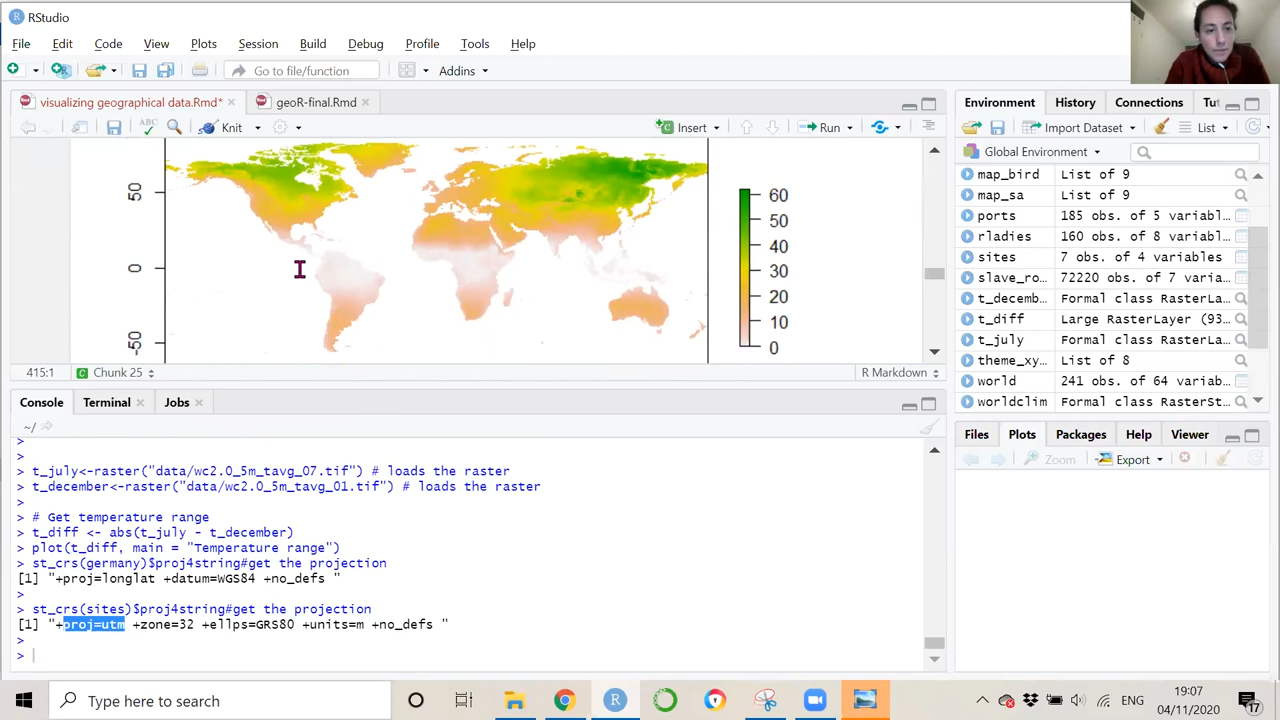 RStudio
File Edit Code View Plots Session Build Debug Profile Tools Help
Go to file/function Addins
visualizing geographical data.Rmd* geoR-final.Rmd
ABC Knit Insert Run
50
0
-50
60
50
40
30
20
10
0
415:1 Chunk 25 R Markdown
Console Terminal Jobs
~/
>
>
> t_july<-raster("data/wc2.0_5m_tavg_07.tif") # loads the raster
> t_december<-raster("data/wc2.0_5m_tavg_01.tif") # loads the raster
>
> # Get temperature range
> t_diff <- abs(t_july - t_december)
> plot(t_diff, main = "Temperature range")
> st_crs(germany)$proj4string#get the projection
[1] "+proj=longlat +datum=WGS84 +no_defs "
>
> st_crs(sites)$proj4string#get the projection
[1] "+proj=utm +zone=32 +ellps=GRS80 +units=m +no_defs "
>
>
Environment History Connections Tut
Import Dataset List
Global Environment
map_bird List of 9
map_sa List of 9
ports 185 obs. of 5 variabl…
rladies 160 obs. of 8 variabl…
sites 7 obs. of 4 variables
slave_ro… 72220 obs. of 7 varia…
t_decemb… Formal class RasterLa…
t_diff Large RasterLayer (93…
t_july Formal class RasterLa…
theme_xy… List of 8
world 241 obs. of 64 variab…
worldclim Formal class RasterSt…
Files Plots Packages Help Viewer
Zoom Export
Type here to search
ENG
19:07
04/11/2020
17